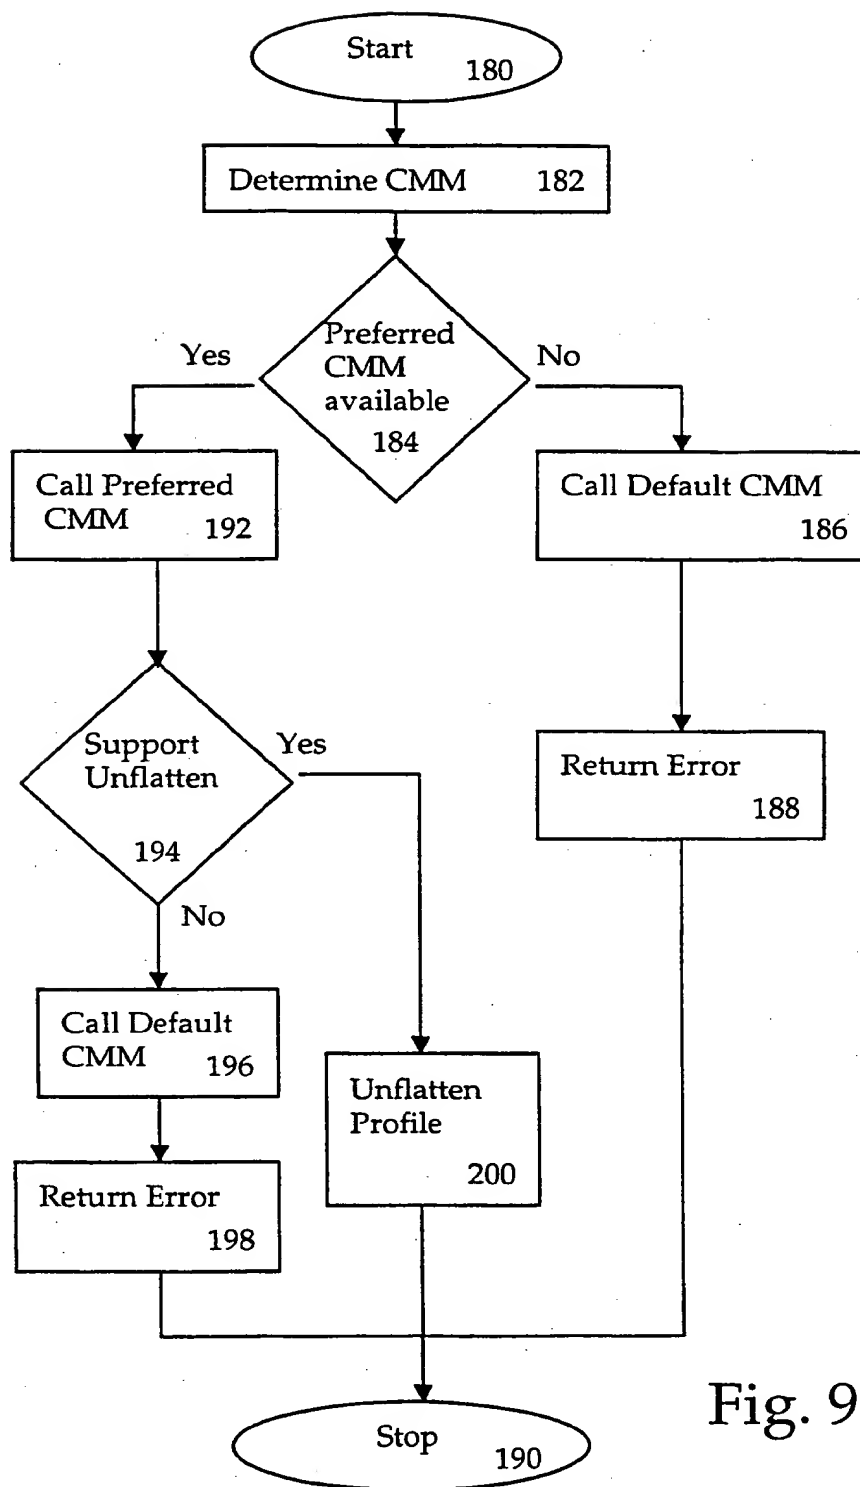 Start
180
Determine CMM 182
Preferred
CMM
available
184
Yes
No
Call Preferred
CMM
192
Call Default CMM
186
Support
Unflatten
194
Yes
No
Return Error
188
Call Default
CMM
196
Unflatten
Profile
200
Return Error
198
Stop
190
Fig. 9